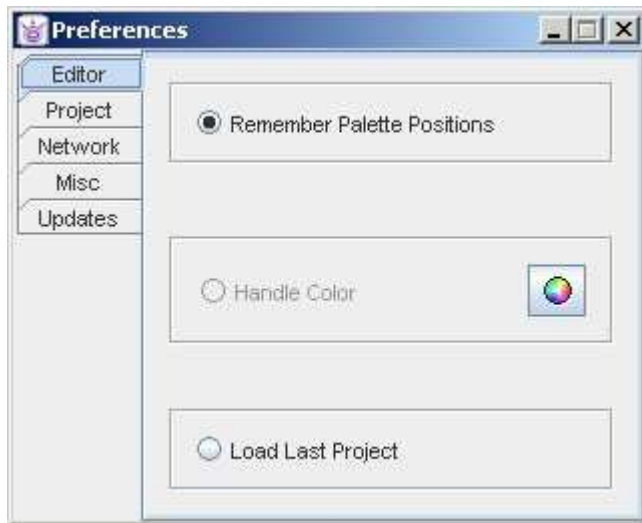 Preferences
Editor
Project
Network
Misc
Updates
Remember Palette Positions
Handle Color
Load Last Project